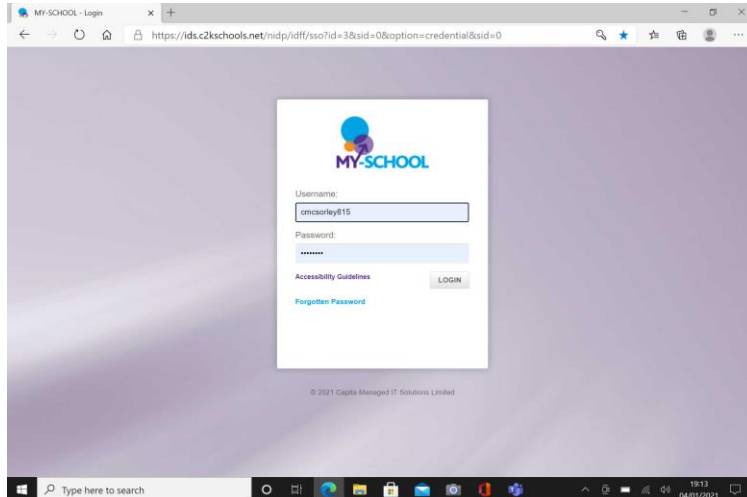 MY-SCHOOL - Login
https://ids.c2kschools.net/nidp/idff/sso?id=3&sid=0&option=credential&sid=0
MY-SCHOOL
Username:
cmcsorley815
Password:
••••••••
Accessibility Guidelines
LOGIN
Forgotten Password
© 2021 Capita Managed IT Solutions Limited
Type here to search
19:13
04/01/2021